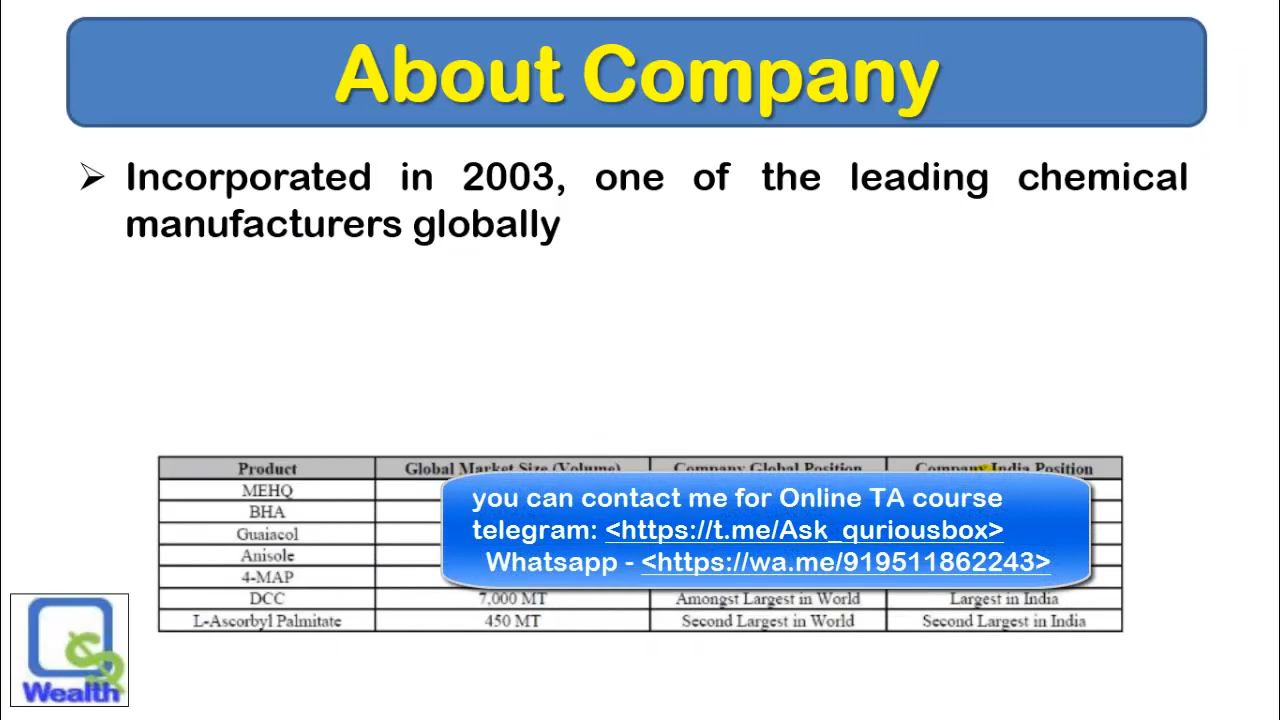 About Company
➢ Incorporated in 2003, one of the leading chemical
manufacturers globally
Product Global Market Size (Volume) Company Global Position Company India Position
MEHQ
BHA
Guaiacol
Anisole
4-MAP
you can contact me for Online TA course
telegram: <https://t.me/Ask_quriousbox>
Whatsapp - <https://wa.me/919511862243>
DCC 7,000 MT Amongst Largest in World Largest in India
L-Ascorbyl Palmitate 450 MT Second Largest in World Second Largest in India
Wealth